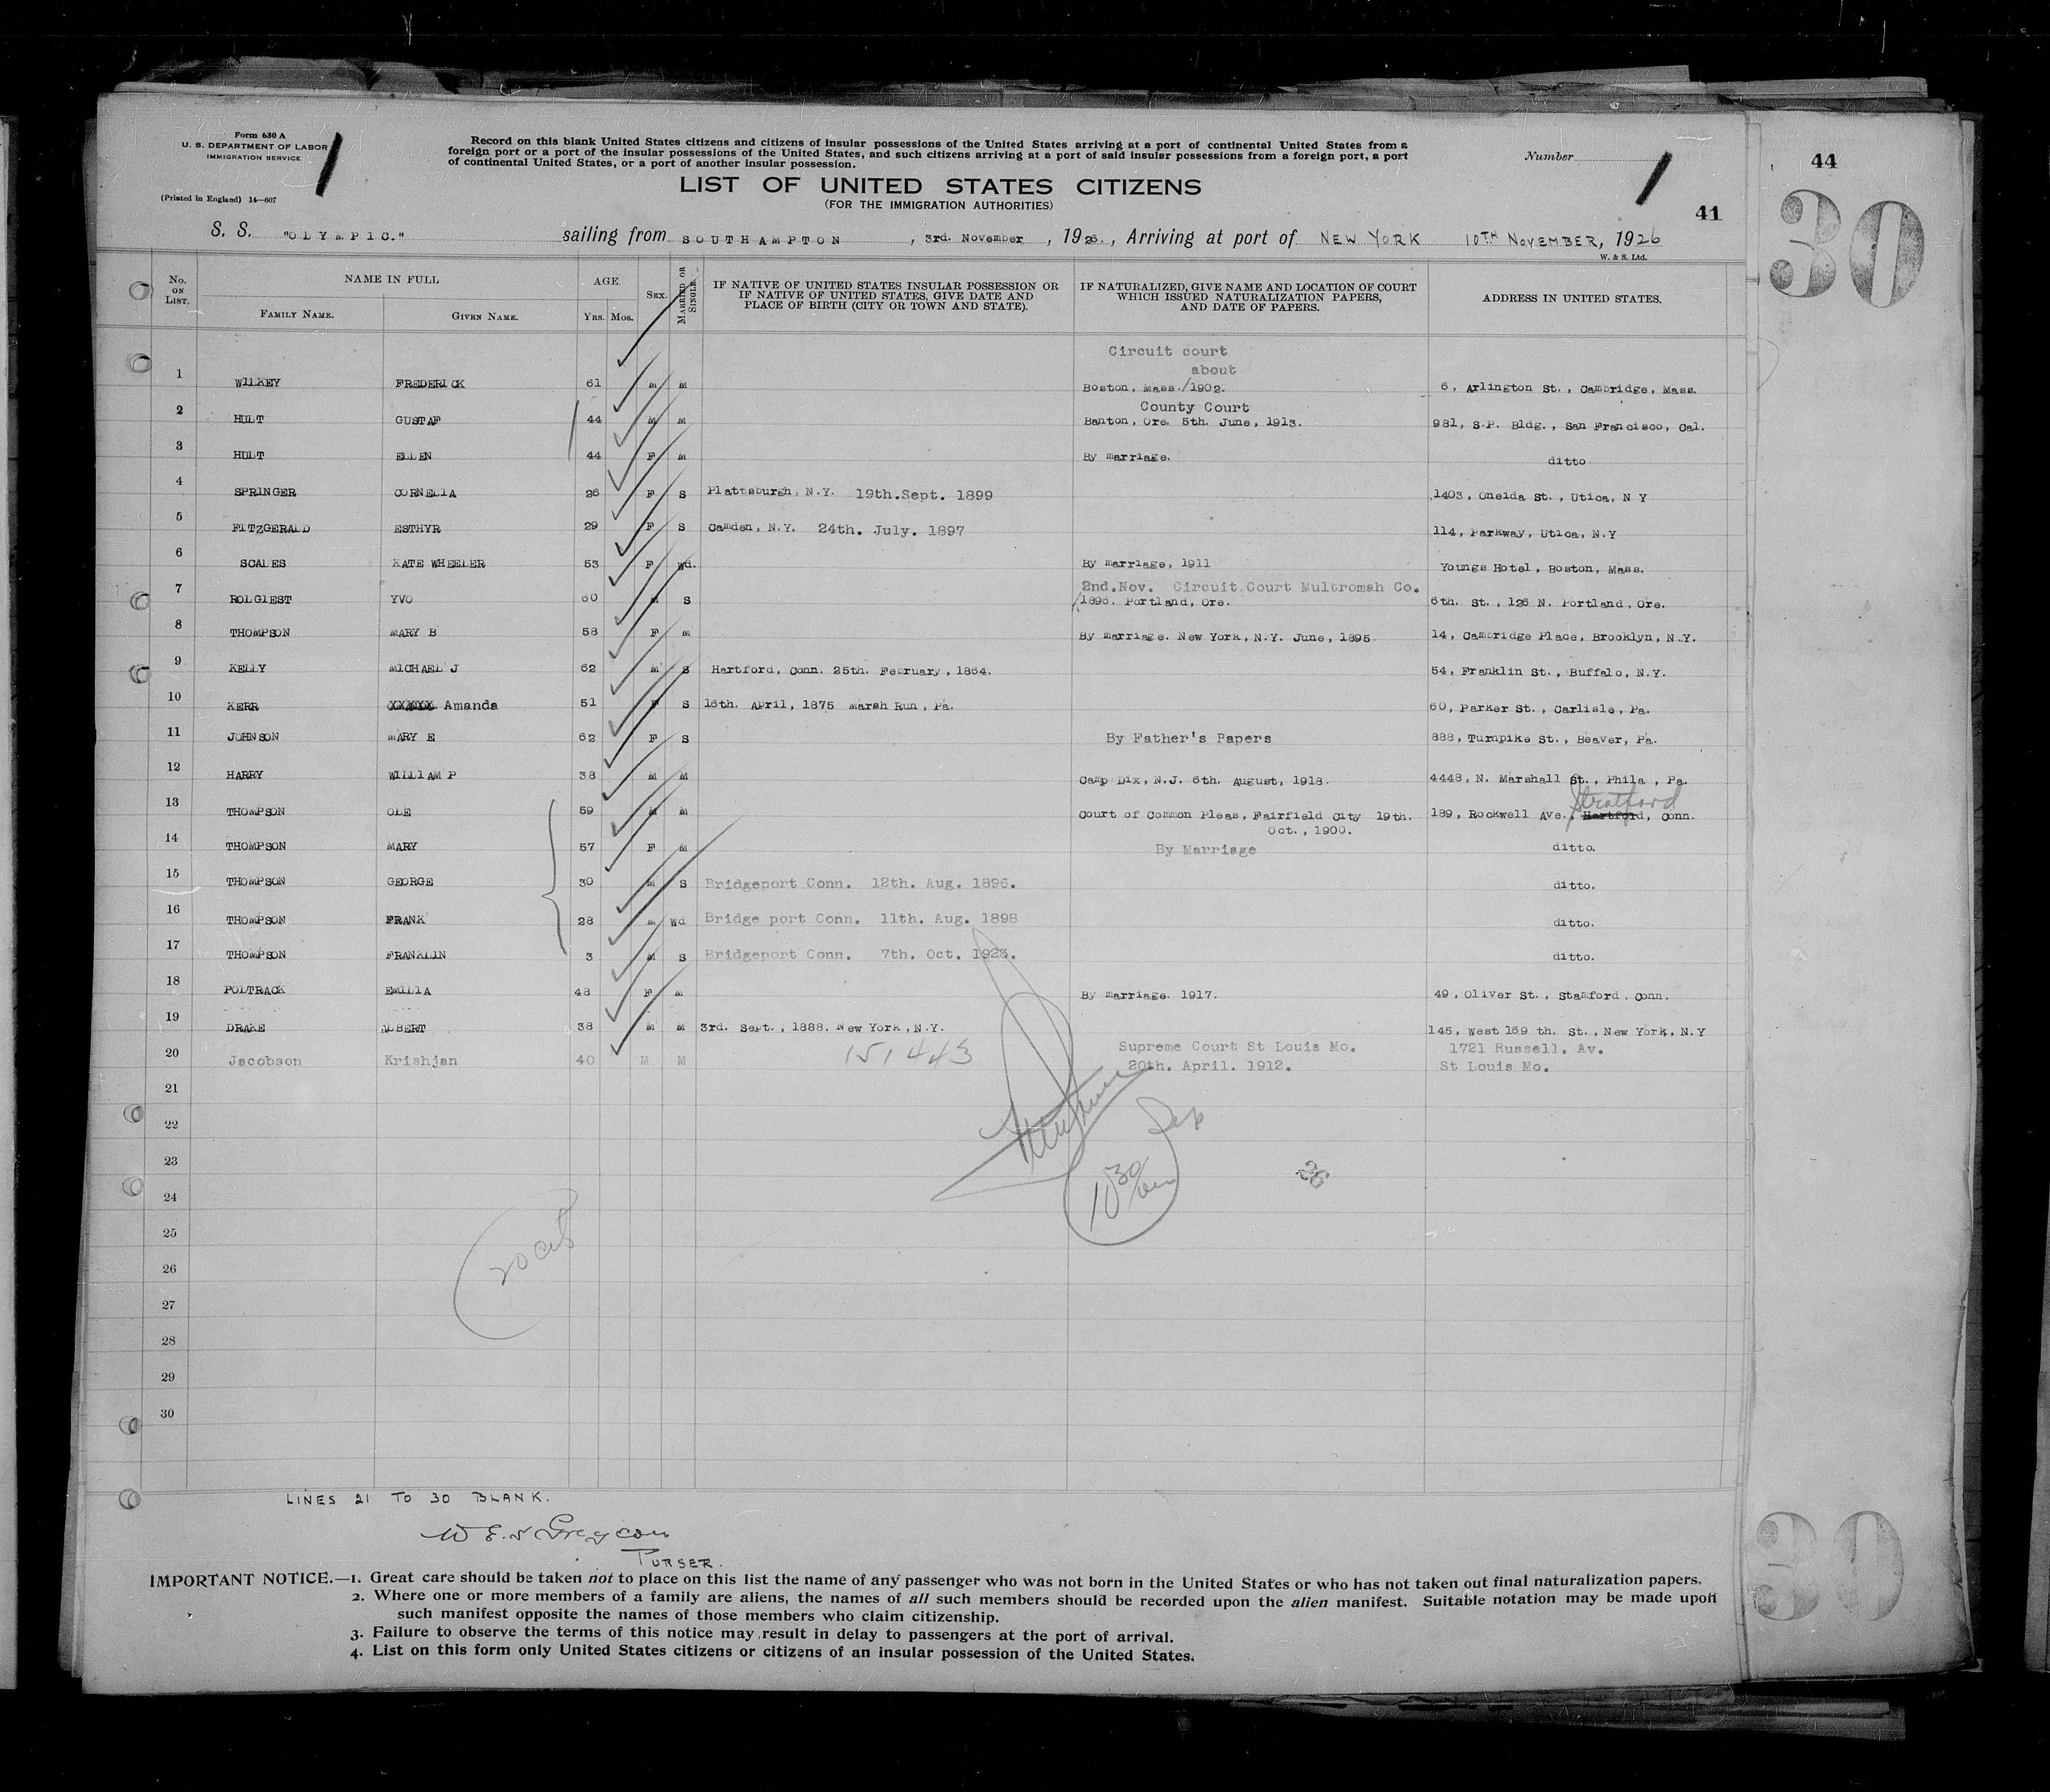 Form 630 A
U. S. DEPARTMENT OF LABOR
IMMIGRATION SERVICE
(Printed in England) 14—607
Record on this blank United States citizens and citizens of insular possessions of the United States arriving at a port of continental United States from a
foreign port or a port of the insular possessions of the United States, and such citizens arriving at a port of said insular possessions from a foreign port, a port
of continental United States, or a port of another insular possession.
Number
44
LIST OF UNITED STATES CITIZENS
(FOR THE IMMIGRATION AUTHORITIES)
41
30
S. S. "OLYMPIC." sailing from SOUTHAMPTON, 3rd. November, 1926., Arriving at port of NEW YORK 10TH NOVEMBER, 1926
W. & S. Ltd.
No. ON LIST.
NAME IN FULL
FAMILY NAME. GIVEN NAME.
AGE
YRS. MOS.
SEX.
MARRIED OR SINGLE.
IF NATIVE OF UNITED STATES INSULAR POSSESSION OR
IF NATIVE OF UNITED STATES, GIVE DATE AND
PLACE OF BIRTH (CITY OR TOWN AND STATE).
IF NATURALIZED, GIVE NAME AND LOCATION OF COURT
WHICH ISSUED NATURALIZATION PAPERS,
AND DATE OF PAPERS.
ADDRESS IN UNITED STATES.
Circuit court
about
1 WILKEY FREDERICK 61 M M Boston, Mass./1902. 6, Arlington St., Cambridge, Mass.
County Court
2 HULT GUSTAF 44 M M Banton, Ore. 5th. June, 1913. 981, S.P. Bldg., San Francisco, Cal.
3 HULT ELLEN 44 F M By marriage. ditto
4 SPRINGER CORNELIA 26 F S Plattsburgh, N.Y. 19th.Sept. 1899 1403, Oneida St., Utica, N Y
5 FITZGERALD ESTHYR 29 F S Camden, N.Y. 24th. July. 1897 114, Parkway, Utica, N.Y
6 SCALES KATE WHEELER 53 F Wd. By marriage, 1911 Youngs Hotel, Boston, Mass.
2nd.Nov. Circuit Court Multromah Co.
7 ROLGIEST YVO 60 M S 1896. Portland, Ore. 6th. St., 126 N. Portland, Ore.
8 THOMPSON MARY B 58 F M By marriage. New York, N.Y. June, 1895. 14, Cambridge Place, Brooklyn, N.Y.
9 KELLY MICHAEL J 62 M S Hartford, Conn. 25th. February, 1864. 54, Franklin St., Buffalo, N.Y.
10 KERR Amanda 51 F S 16th. April, 1875 Marsh Run, Pa. 60, Parker St., Carlisle, Pa.
11 JOHNSON MARY E 62 F S By Father's Papers 888, Turnpike St., Beaver, Pa.
12 HARRY WILLIAM P 38 M M Camp Dix, N.J. 6th. August, 1918. 4448, N. Marshall St., Phila, Pa.
Stratford
13 THOMPSON OLE 59 M M Court of Common Pleas, Fairfield City 19th. 189, Rockwell Ave., Hartford, Conn.
Oct., 1900.
14 THOMPSON MARY 57 F M By Marriage ditto.
15 THOMPSON GEORGE 30 M S Bridgeport Conn. 12th. Aug. 1896. ditto.
16 THOMPSON FRANK 28 M Wd Bridge port Conn. 11th. Aug. 1898 ditto.
17 THOMPSON FRANKLIN 3 M S Bridgeport Conn. 7th. Oct. 1923. ditto.
18 POLTRACK EMILIA 48 F M By marriage. 1917. 49, Oliver St., Stamford, Conn.
19 DRAKE ALBERT 38 M M 3rd. Sept., 1888. New York, N.Y. 145, West 169 th. St., New York, N.Y
20 Jacobson Krishjan 40 M M 151443 Supreme Court St Louis Mo. 1721 Russell. Av.
20th. April. 1912. St Louis Mo.
21
22
23
24
25
26
27
28
29
30
10 30
26
LINES 21 TO 30 BLANK.
PURSER.
IMPORTANT NOTICE.—1. Great care should be taken not to place on this list the name of any passenger who was not born in the United States or who has not taken out final naturalization papers.
2. Where one or more members of a family are aliens, the names of all such members should be recorded upon the alien manifest. Suitable notation may be made upon
such manifest opposite the names of those members who claim citizenship.
3. Failure to observe the terms of this notice may result in delay to passengers at the port of arrival.
4. List on this form only United States citizens or citizens of an insular possession of the United States.
30